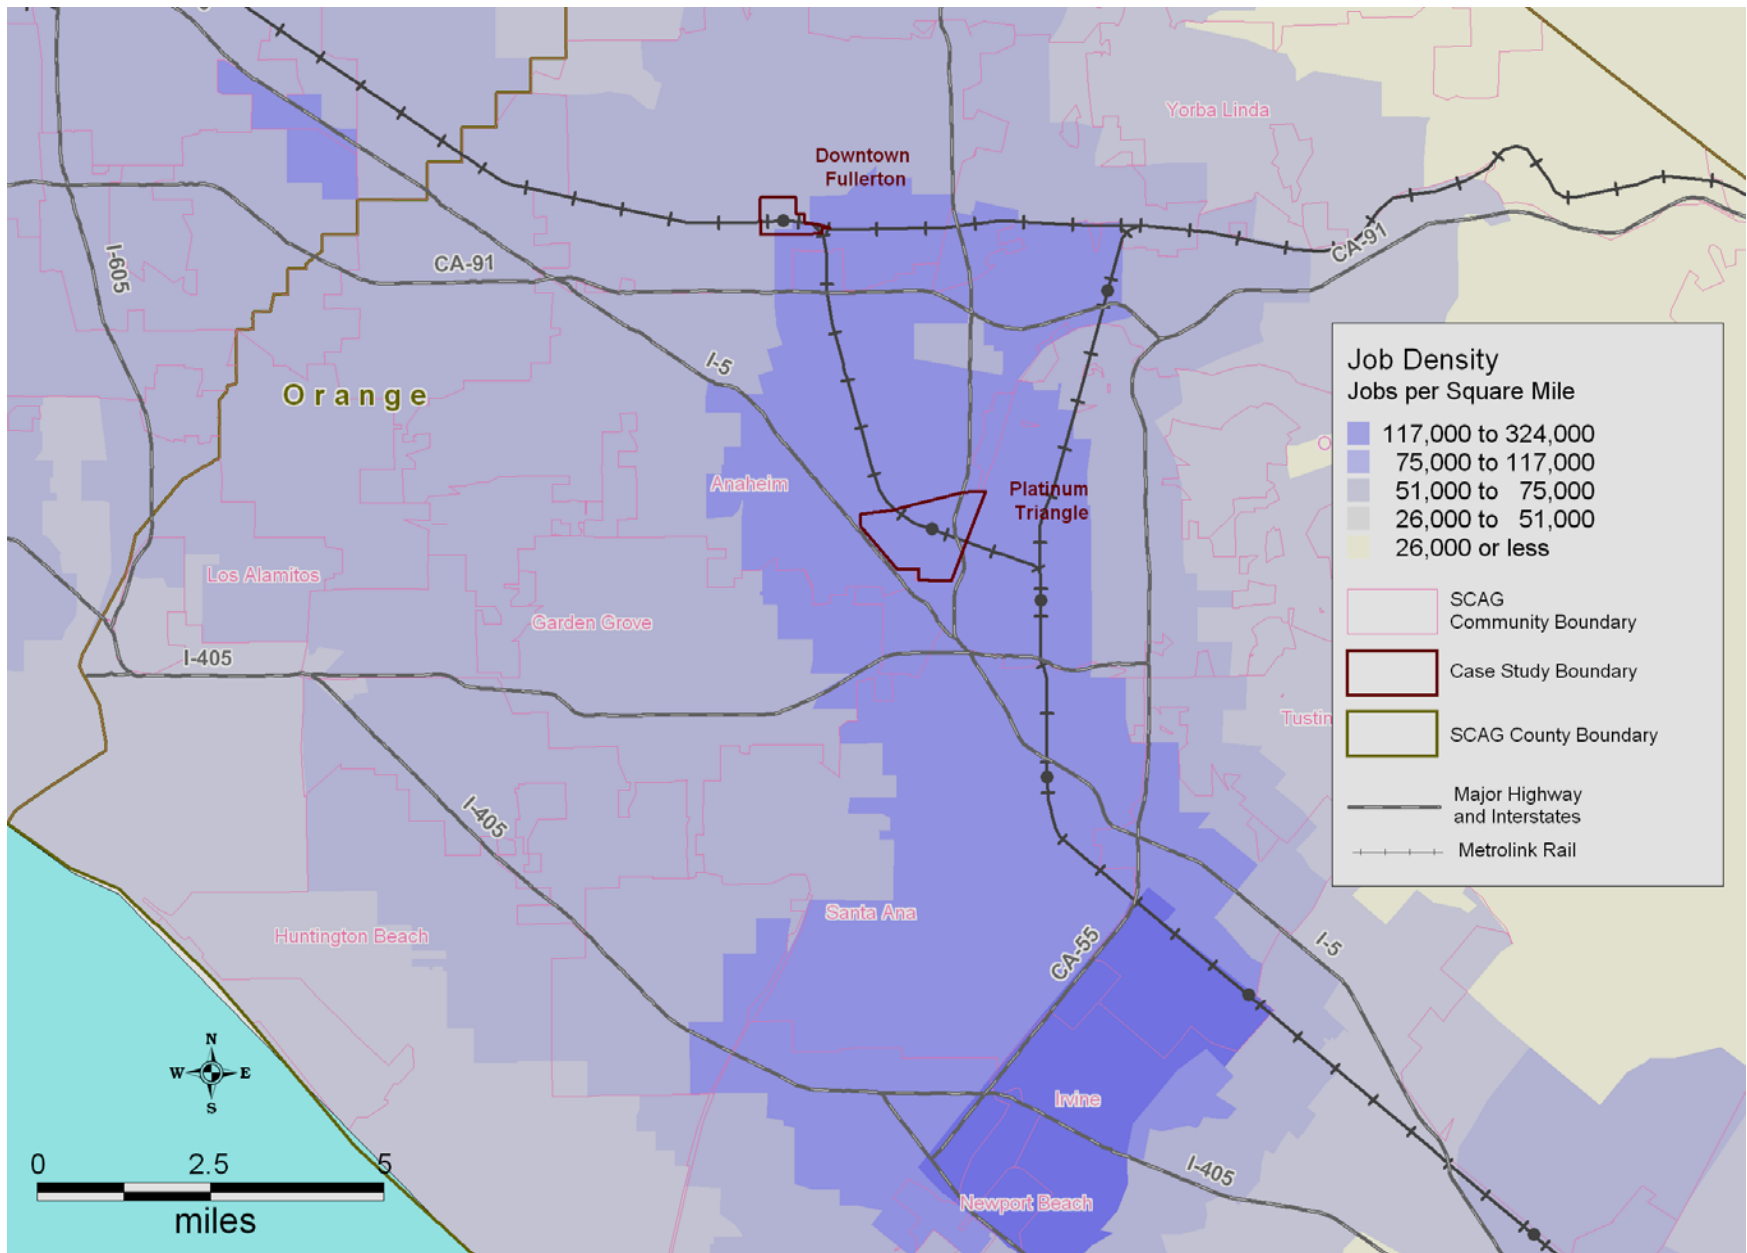 Yorba Linda
Downtown
Fullerton
I-605
CA-91
CA-91
I-5
Orange
Anaheim
Platinum
Triangle
Los Alamitos
Garden Grove
I-405
Tustin
I-405
Santa Ana
Huntington Beach
CA-55
I-5
Irvine
I-405
Newport Beach
Job Density
Jobs per Square Mile
117,000 to 324,000
75,000 to 117,000
51,000 to 75,000
26,000 to 51,000
26,000 or less
SCAG
Community Boundary
Case Study Boundary
SCAG County Boundary
Major Highway
and Interstates
Metrolink Rail
N
W E
S
0 2.5 5
miles